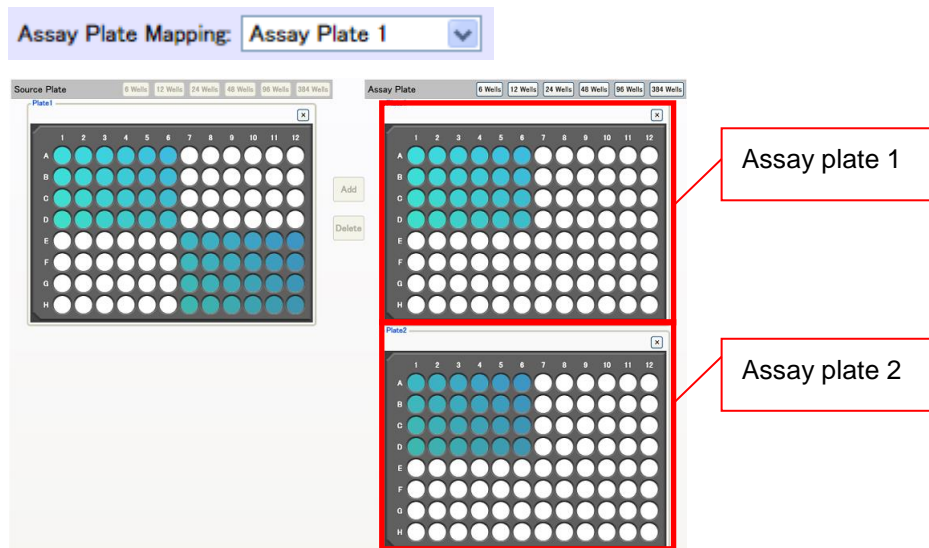 Assay Plate Mapping: Assay Plate 1
Source Plate 6 Wells 12 Wells 24 Wells 48 Wells 96 Wells 384 Wells
Assay Plate 6 Wells 12 Wells 24 Wells 48 Wells 96 Wells 384 Wells
Plate1
1 2 3 4 5 6 7 8 9 10 11 12
A
B
C
D
E
F
G
H
Add
Delete
1 2 3 4 5 6 7 8 9 10 11 12
A
B
C
D
E
F
G
H
Assay plate 1
Plate2
1 2 3 4 5 6 7 8 9 10 11 12
A
B
C
D
E
F
G
H
Assay plate 2